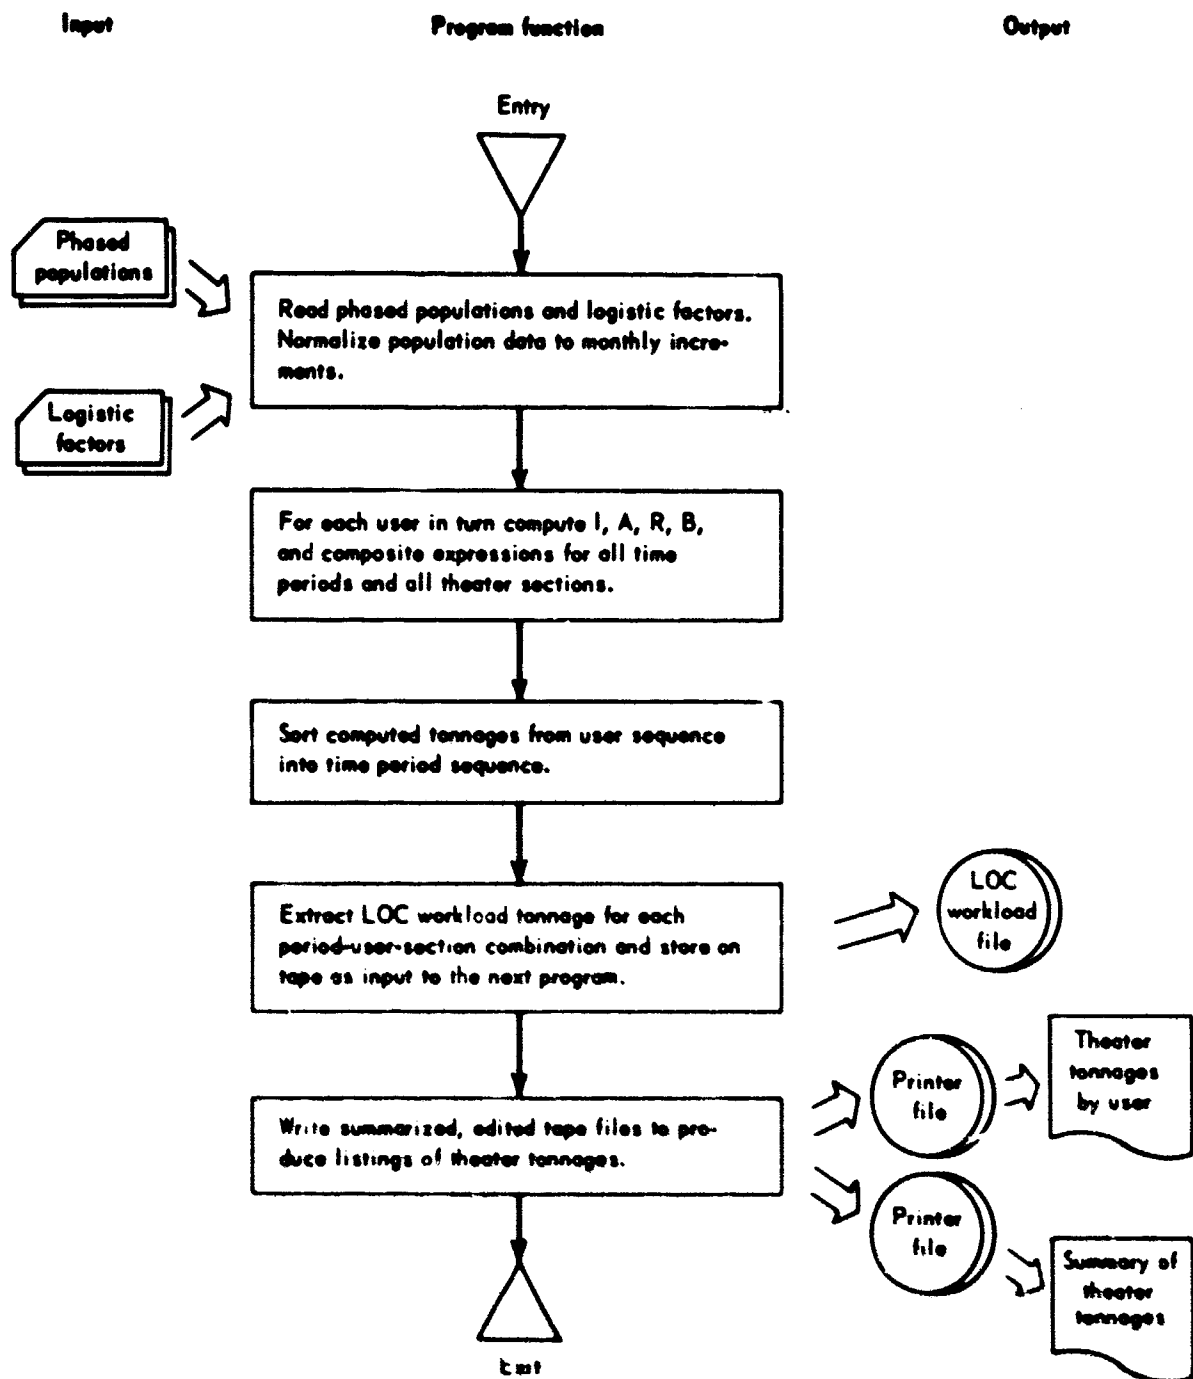 Input
Program function
Output
Entry
Phased
populations
Read phased populations and logistic factors.
Normalize population data to monthly incre-
ments.
Logistic
factors
For each user in turn compute I, A, R, B,
and composite expressions for all time
periods and all theater sections.
Sort computed tonnages from user sequence
into time period sequence.
Extract LOC workload tonnage for each
period-user-section combination and store on
tape as input to the next program.
LOC
workload
file
Write summarized, edited tape files to pro-
duce listings of theater tonnages.
Printer
file
Theater
tonnages
by user
Printer
file
Summary of
theater
tonnages
Exit